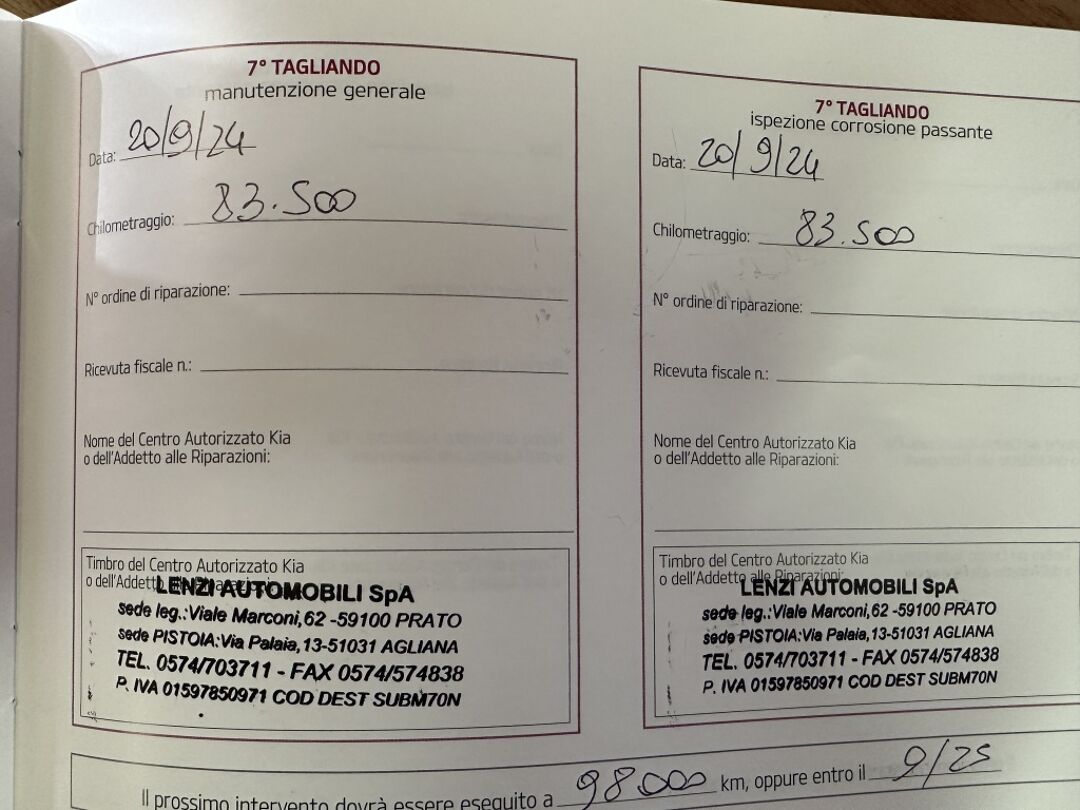 7° TAGLIANDO
manutenzione generale
Data: 20/9/24
Chilometraggio: 83.500
N° ordine di riparazione:
Ricevuta fiscale n.:
Nome del Centro Autorizzato Kia
o dell'Addetto alle Riparazioni:
Timbro del Centro Autorizzato Kia
o dell'Addetto alle Riparazioni:
LENZI AUTOMOBILI SpA
sede leg.:Viale Marconi,62 -59100 PRATO
sede PISTOIA:Via Palaia,13-51031 AGLIANA
TEL. 0574/703711 - FAX 0574/574838
P. IVA 01597850971 COD DEST SUBM70N
7° TAGLIANDO
ispezione corrosione passante
Data: 20/9/24
Chilometraggio: 83.500
N° ordine di riparazione:
Ricevuta fiscale n.:
Nome del Centro Autorizzato Kia
o dell'Addetto alle Riparazioni:
Timbro del Centro Autorizzato Kia
o dell'Addetto alle Riparazioni:
LENZI AUTOMOBILI SpA
sede leg.:Viale Marconi,62 -59100 PRATO
sede PISTOIA:Via Palaia,13-51031 AGLIANA
TEL. 0574/703711 - FAX 0574/574838
P. IVA 01597850971 COD DEST SUBM70N
Il prossimo intervento dovrà essere eseguito a 98.000 km, oppure entro il 9/25